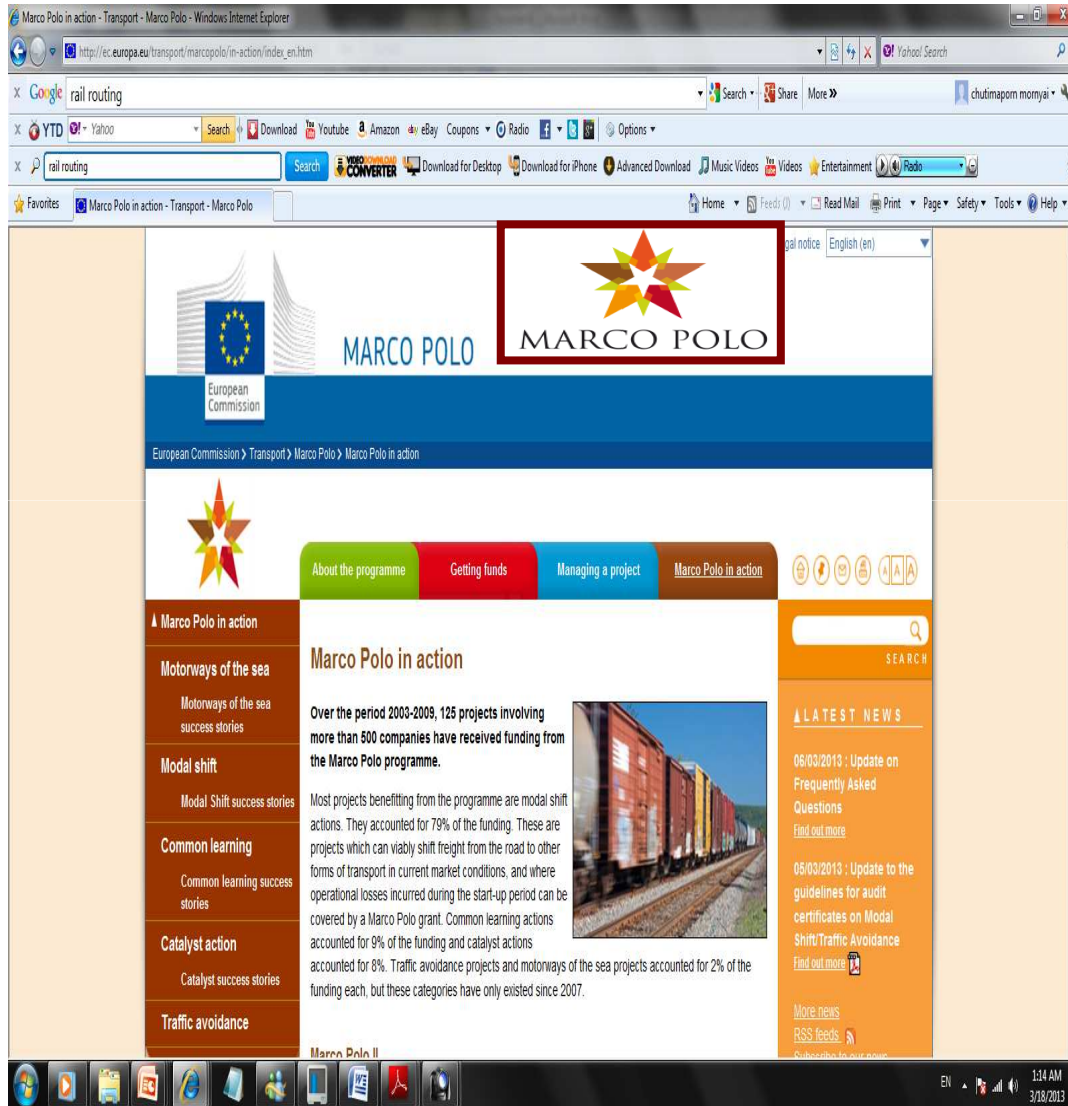 Marco Polo in action - Transport - Marco Polo - Windows Internet Explorer
http://ec.europa.eu/transport/marcopolo/in-action/index_en.htm
Yahoo! Search
x Google rail routing Search Share More » chutimaporn mornyai
x YTD Y! Yahoo Search Download Youtube Amazon eBay Coupons Radio Options
x rail routing Search VIDEO DOWNLOAD CONVERTER Download for Desktop Download for iPhone Advanced Download Music Videos Videos Entertainment Radio
Favorites Marco Polo in action - Transport - Marco Polo Home Feeds (J) Read Mail Print Page Safety Tools Help
gal notice English (en)
MARCO POLO
MARCO POLO
European
Commission
European Commission > Transport > Marco Polo > Marco Polo in action
About the programme Getting funds Managing a project Marco Polo in action
A A A
Marco Polo in action
Motorways of the sea
Motorways of the sea
success stories
Modal shift
Modal Shift success stories
Common learning
Common learning success
stories
Catalyst action
Catalyst success stories
Traffic avoidance
Marco Polo in action
Over the period 2003-2009, 125 projects involving
more than 500 companies have received funding from
the Marco Polo programme.
Most projects benefitting from the programme are modal shift
actions. They accounted for 79% of the funding. These are
projects which can viably shift freight from the road to other
forms of transport in current market conditions, and where
operational losses incurred during the start-up period can be
covered by a Marco Polo grant. Common learning actions
accounted for 9% of the funding and catalyst actions
accounted for 8%. Traffic avoidance projects and motorways of the sea projects accounted for 2% of the
funding each, but these categories have only existed since 2007.
Marco Polo II
SEARCH
LATEST NEWS
06/03/2013 : Update on
Frequently Asked
Questions
Find out more
05/03/2013 : Update to the
guidelines for audit
certificates on Modal
Shift/Traffic Avoidance
Find out more
More news
RSS feeds
Subscribe to our news
EN
1:14 AM
3/18/2013